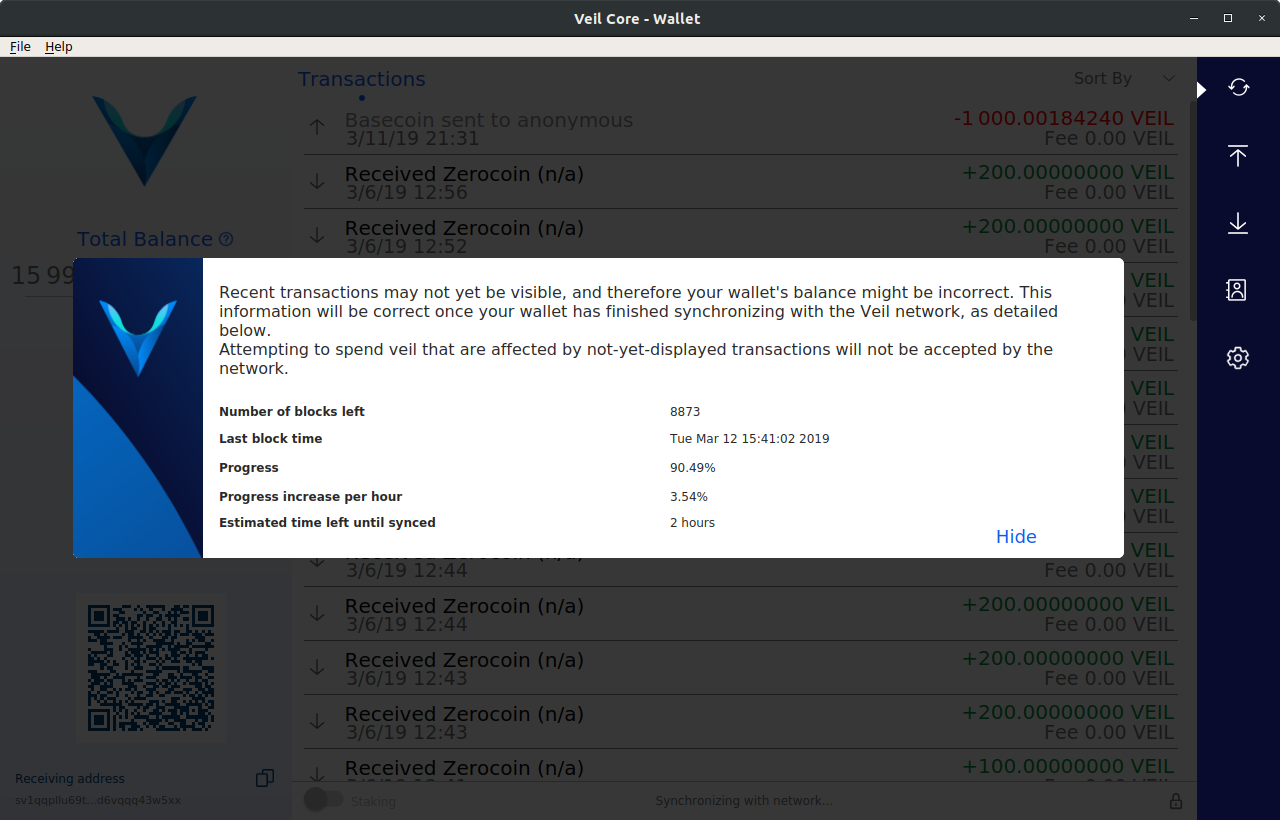 Veil Core - Wallet
File Help
Transactions
Sort By
Basecoin sent to anonymous
-1 000.00184240 VEIL
3/11/19 21:31
Fee 0.00 VEIL
Received Zerocoin (n/a)
+200.00000000 VEIL
3/6/19 12:56
Fee 0.00 VEIL
Received Zerocoin (n/a)
+200.00000000 VEIL
3/6/19 12:52
Fee 0.00 VEIL
Total Balance
15 99
VEIL
VEIL
VEIL
VEIL
VEIL
VEIL
VEIL
VEIL
VEIL
VEIL
VEIL
Recent transactions may not yet be visible, and therefore your wallet's balance might be incorrect. This
information will be correct once your wallet has finished synchronizing with the Veil network, as detailed
below.
Attempting to spend veil that are affected by not-yet-displayed transactions will not be accepted by the
network.
Number of blocks left 8873
Last block time Tue Mar 12 15:41:02 2019
Progress 90.49%
Progress increase per hour 3.54%
Estimated time left until synced 2 hours
Hide
3/6/19 12:44
Fee 0.00 VEIL
Received Zerocoin (n/a)
+200.00000000 VEIL
3/6/19 12:44
Fee 0.00 VEIL
Received Zerocoin (n/a)
+200.00000000 VEIL
3/6/19 12:43
Fee 0.00 VEIL
Received Zerocoin (n/a)
+200.00000000 VEIL
3/6/19 12:43
Fee 0.00 VEIL
Received Zerocoin (n/a)
+100.00000000 VEIL
Receiving address
Staking
Synchronizing with network...